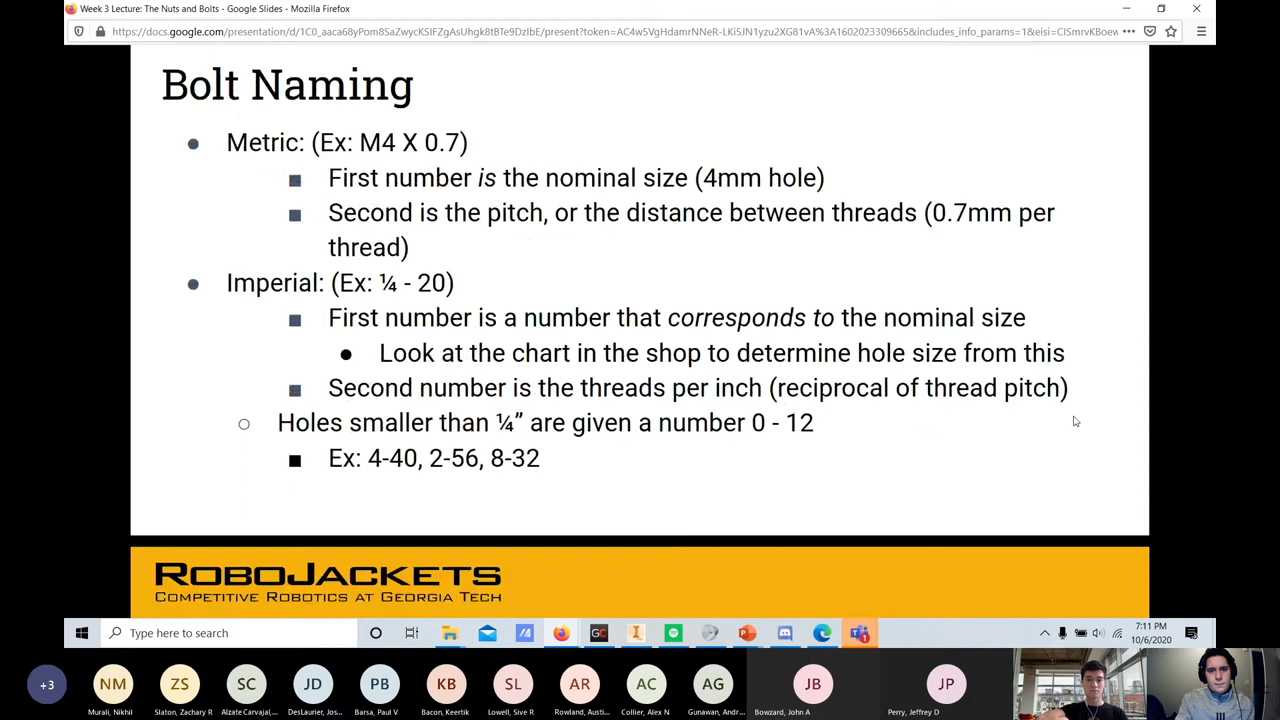 Week 3 Lecture: The Nuts and Bolts - Google Slides - Mozilla Firefox
Bolt Naming
Metric: (Ex: M4 X 0.7)
First number is the nominal size (4mm hole)
Second is the pitch, or the distance between threads (0.7mm per
thread)
Imperial: (Ex: ¼ - 20)
First number is a number that corresponds to the nominal size
Look at the chart in the shop to determine hole size from this
Second number is the threads per inch (reciprocal of thread pitch)
Holes smaller than ¼” are given a number 0 - 12
Ex: 4-40, 2-56, 8-32
ROBOJACKETS
COMPETITIVE ROBOTICS AT GEORGIA TECH
Type here to search
GC
7:11 PM
10/6/2020
+3 NM ZS SC JD PB KB SL AR AC AG JB JP
Murali, Nikhil Slaton, Zachary R Alzate Carvajal,... DesLaurier, Jos... Barsa, Paul V Bacon, Keertik Lowell, Sive R Rowland, Austi... Collier, Alex N Gunawan, Andr... Bowzard, John A Perry, Jeffrey D